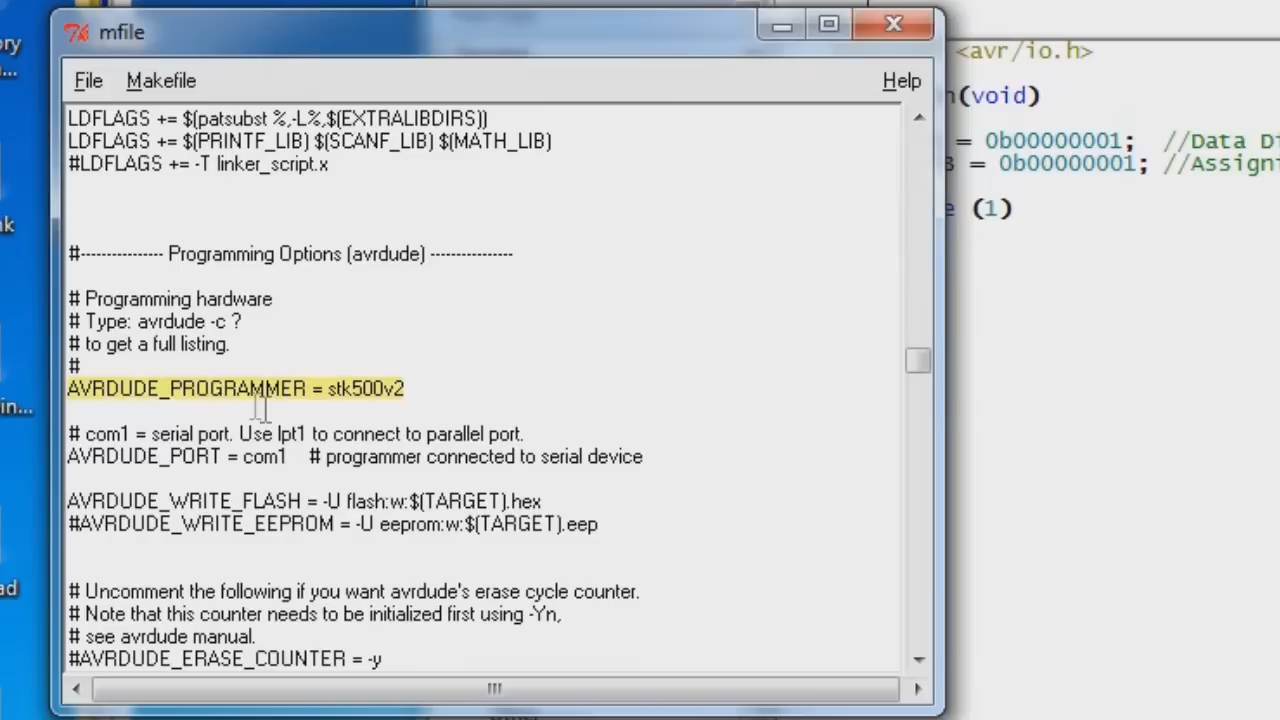 mfile
File Makefile Help
LDFLAGS += $(patsubst %,-L%,$(EXTRALIBDIRS))
LDFLAGS += $(PRINTF_LIB) $(SCANF_LIB) $(MATH_LIB)
#LDFLAGS += -T linker_script.x
#---------------- Programming Options (avrdude) ----------------
# Programming hardware
# Type: avrdude -c ?
# to get a full listing.
#
AVRDUDE_PROGRAMMER = stk500v2
# com1 = serial port. Use lpt1 to connect to parallel port.
AVRDUDE_PORT = com1    # programmer connected to serial device
AVRDUDE_WRITE_FLASH = -U flash:w:$(TARGET).hex
#AVRDUDE_WRITE_EEPROM = -U eeprom:w:$(TARGET).eep
# Uncomment the following if you want avrdude's erase cycle counter.
# Note that this counter needs to be initialized first using -Yn,
# see avrdude manual.
#AVRDUDE_ERASE_COUNTER = -y
<avr/io.h>
n(void)
= 0b00000001;  //Data Di
B = 0b00000001; //Assigni
e (1)